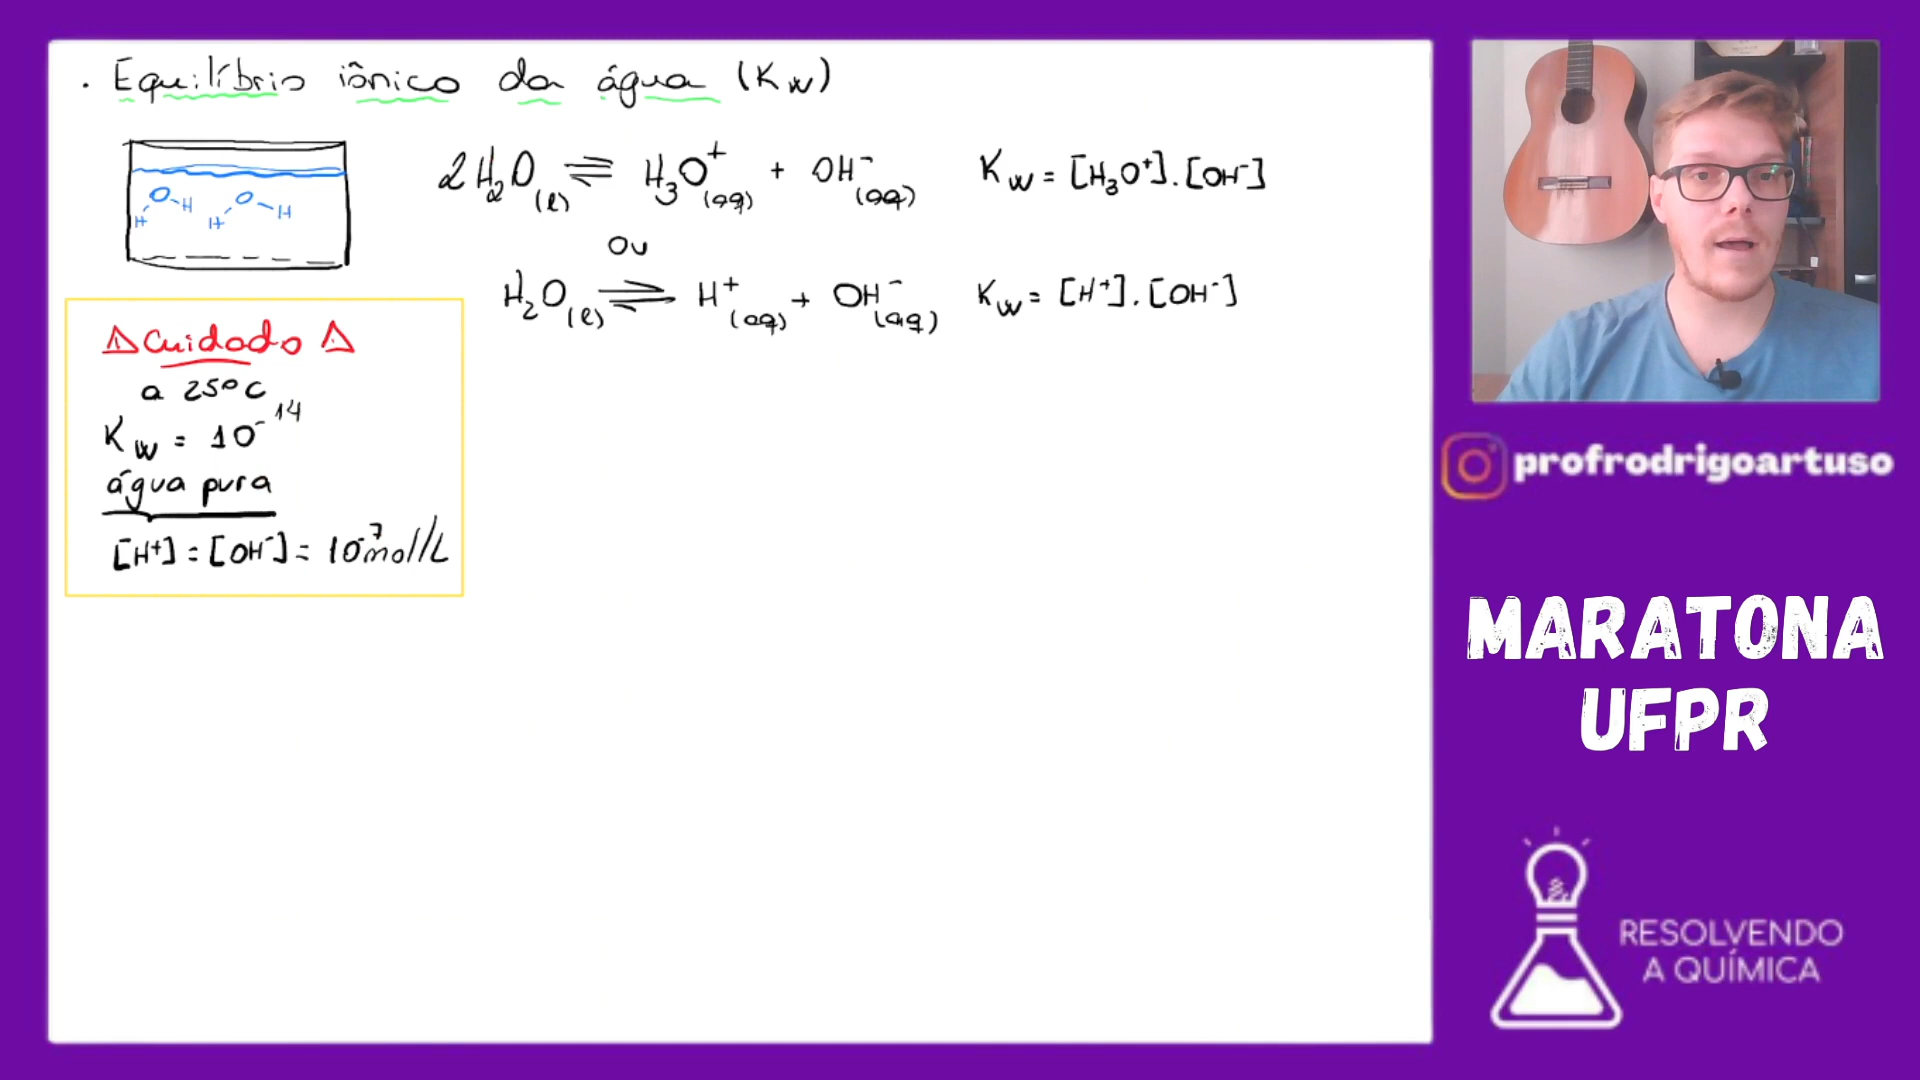 . Equilíbrio iônico da água (Kw)
O H H O H H
2H₂O(l) ⇌ H₃O⁺(aq) + OH⁻(aq) Kw = [H₃O⁺].[OH⁻]
ou
H₂O(l) ⇌ H⁺(aq) + OH⁻(aq) Kw = [H⁺].[OH⁻]
⚠ Cuidado ⚠
a 25°C
Kw = 10⁻¹⁴
água pura
[H⁺] = [OH⁻] = 10⁻⁷ mol/L
profrodrigoartuso
MARATONA
UFPR
RESOLVENDO
A QUÍMICA